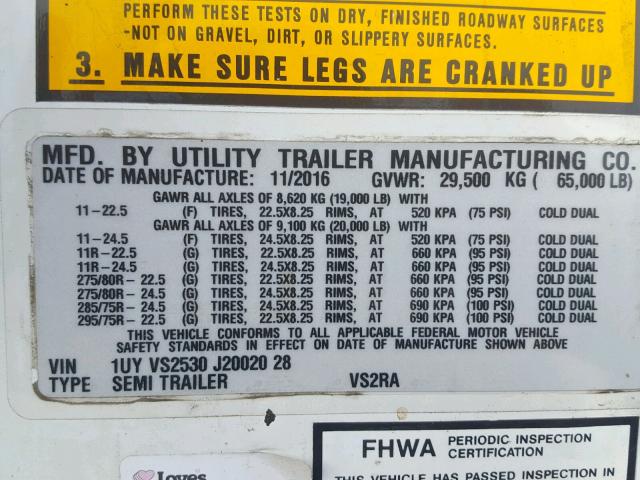 PERFORM THESE TESTS ON DRY, FINISHED ROADWAY SURFACES
-NOT ON GRAVEL, DIRT, OR SLIPPERY SURFACES.
3. MAKE SURE LEGS ARE CRANKED UP
MFD. BY UTILITY TRAILER MANUFACTURING CO.
DATE OF MANUFACTURE: 11/2016 GVWR: 29,500 KG ( 65,000 LB)
GAWR ALL AXLES OF 8,620 KG (19,000 LB) WITH
11-22.5 (F) TIRES, 22.5X8.25 RIMS, AT 520 KPA (75 PSI) COLD DUAL
GAWR ALL AXLES OF 9,100 KG (20,000 LB) WITH
11-24.5 (F) TIRES, 24.5X8.25 RIMS, AT 520 KPA (75 PSI) COLD DUAL
11R-22.5 (G) TIRES, 22.5X8.25 RIMS, AT 660 KPA (95 PSI) COLD DUAL
11R-24.5 (G) TIRES, 24.5X8.25 RIMS, AT 660 KPA (95 PSI) COLD DUAL
275/80R-22.5 (G) TIRES, 22.5X8.25 RIMS, AT 660 KPA (95 PSI) COLD DUAL
275/80R-24.5 (G) TIRES, 24.5X8.25 RIMS, AT 660 KPA (95 PSI) COLD DUAL
285/75R-24.5 (G) TIRES, 24.5X8.25 RIMS, AT 690 KPA (100 PSI) COLD DUAL
295/75R-22.5 (G) TIRES, 22.5X8.25 RIMS, AT 690 KPA (100 PSI) COLD DUAL
THIS VEHICLE CONFORMS TO ALL APPLICABLE FEDERAL MOTOR VEHICLE
SAFETY STANDARDS IN EFFECT ON DATE OF MANUFACTURE SHOWN ABOVE
VIN 1UY VS2530 J20020 28
TYPE SEMI TRAILER VS2RA
FHWA PERIODIC INSPECTION
CERTIFICATION
THIS VEHICLE HAS PASSED INSPECTION IN
Loves